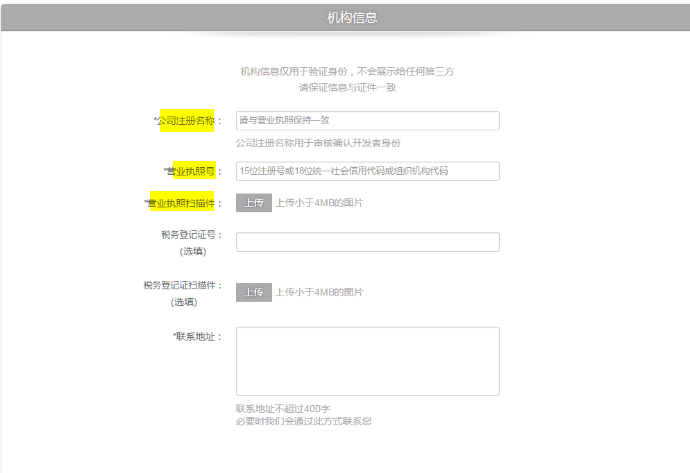 机构信息
机构信息仅用于验证身份，不会展示给任何第三方
请保证信息与证件一致
*公司注册名称： 请与营业执照保持一致
公司注册名称用于审核确认开发者身份
*营业执照号： 15位注册号或18位统一社会信用代码或组织机构代码
*营业执照扫描件： 上传 上传小于4MB的图片
税务登记证号：
(选填)
税务登记证扫描件： 上传 上传小于4MB的图片
(选填)
*联系地址：
联系地址不超过400字
必要时我们会通过此方式联系您